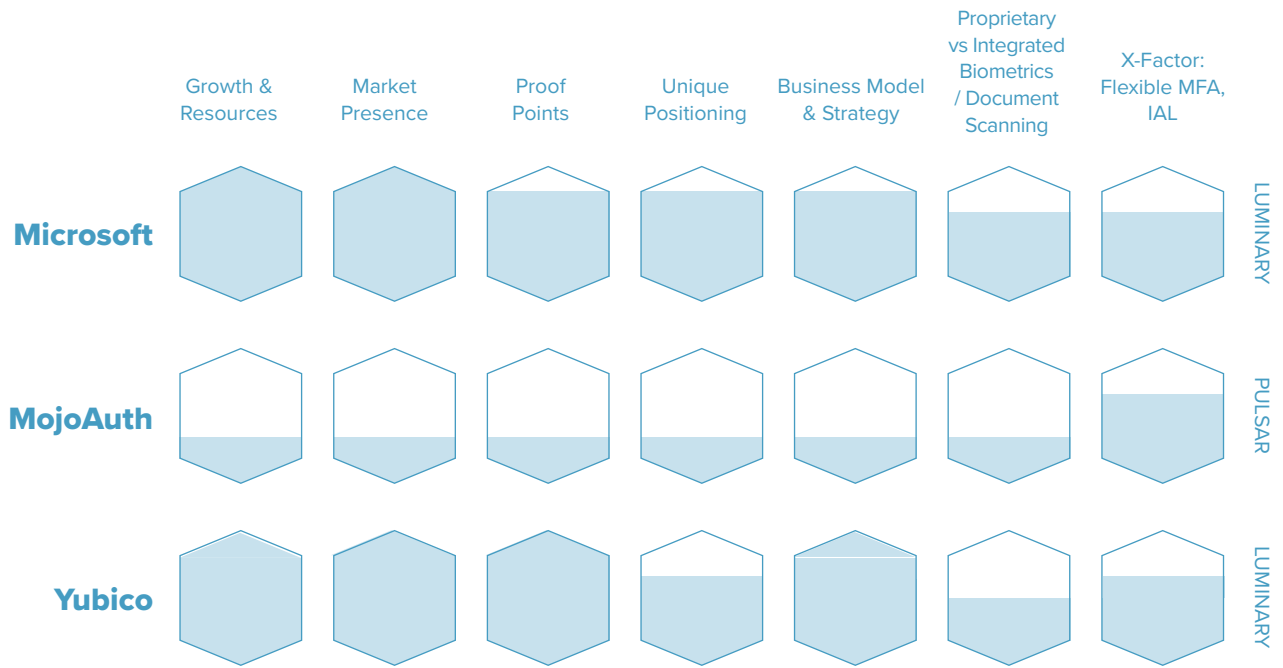 Growth &
Resources
Market
Presence
Proof
Points
Unique
Positioning
Business Model
& Strategy
Proprietary
vs Integrated
Biometrics
/ Document
Scanning
X-Factor:
Flexible MFA,
IAL
Microsoft
LUMINARY
MojoAuth
PULSAR
Yubico
LUMINARY